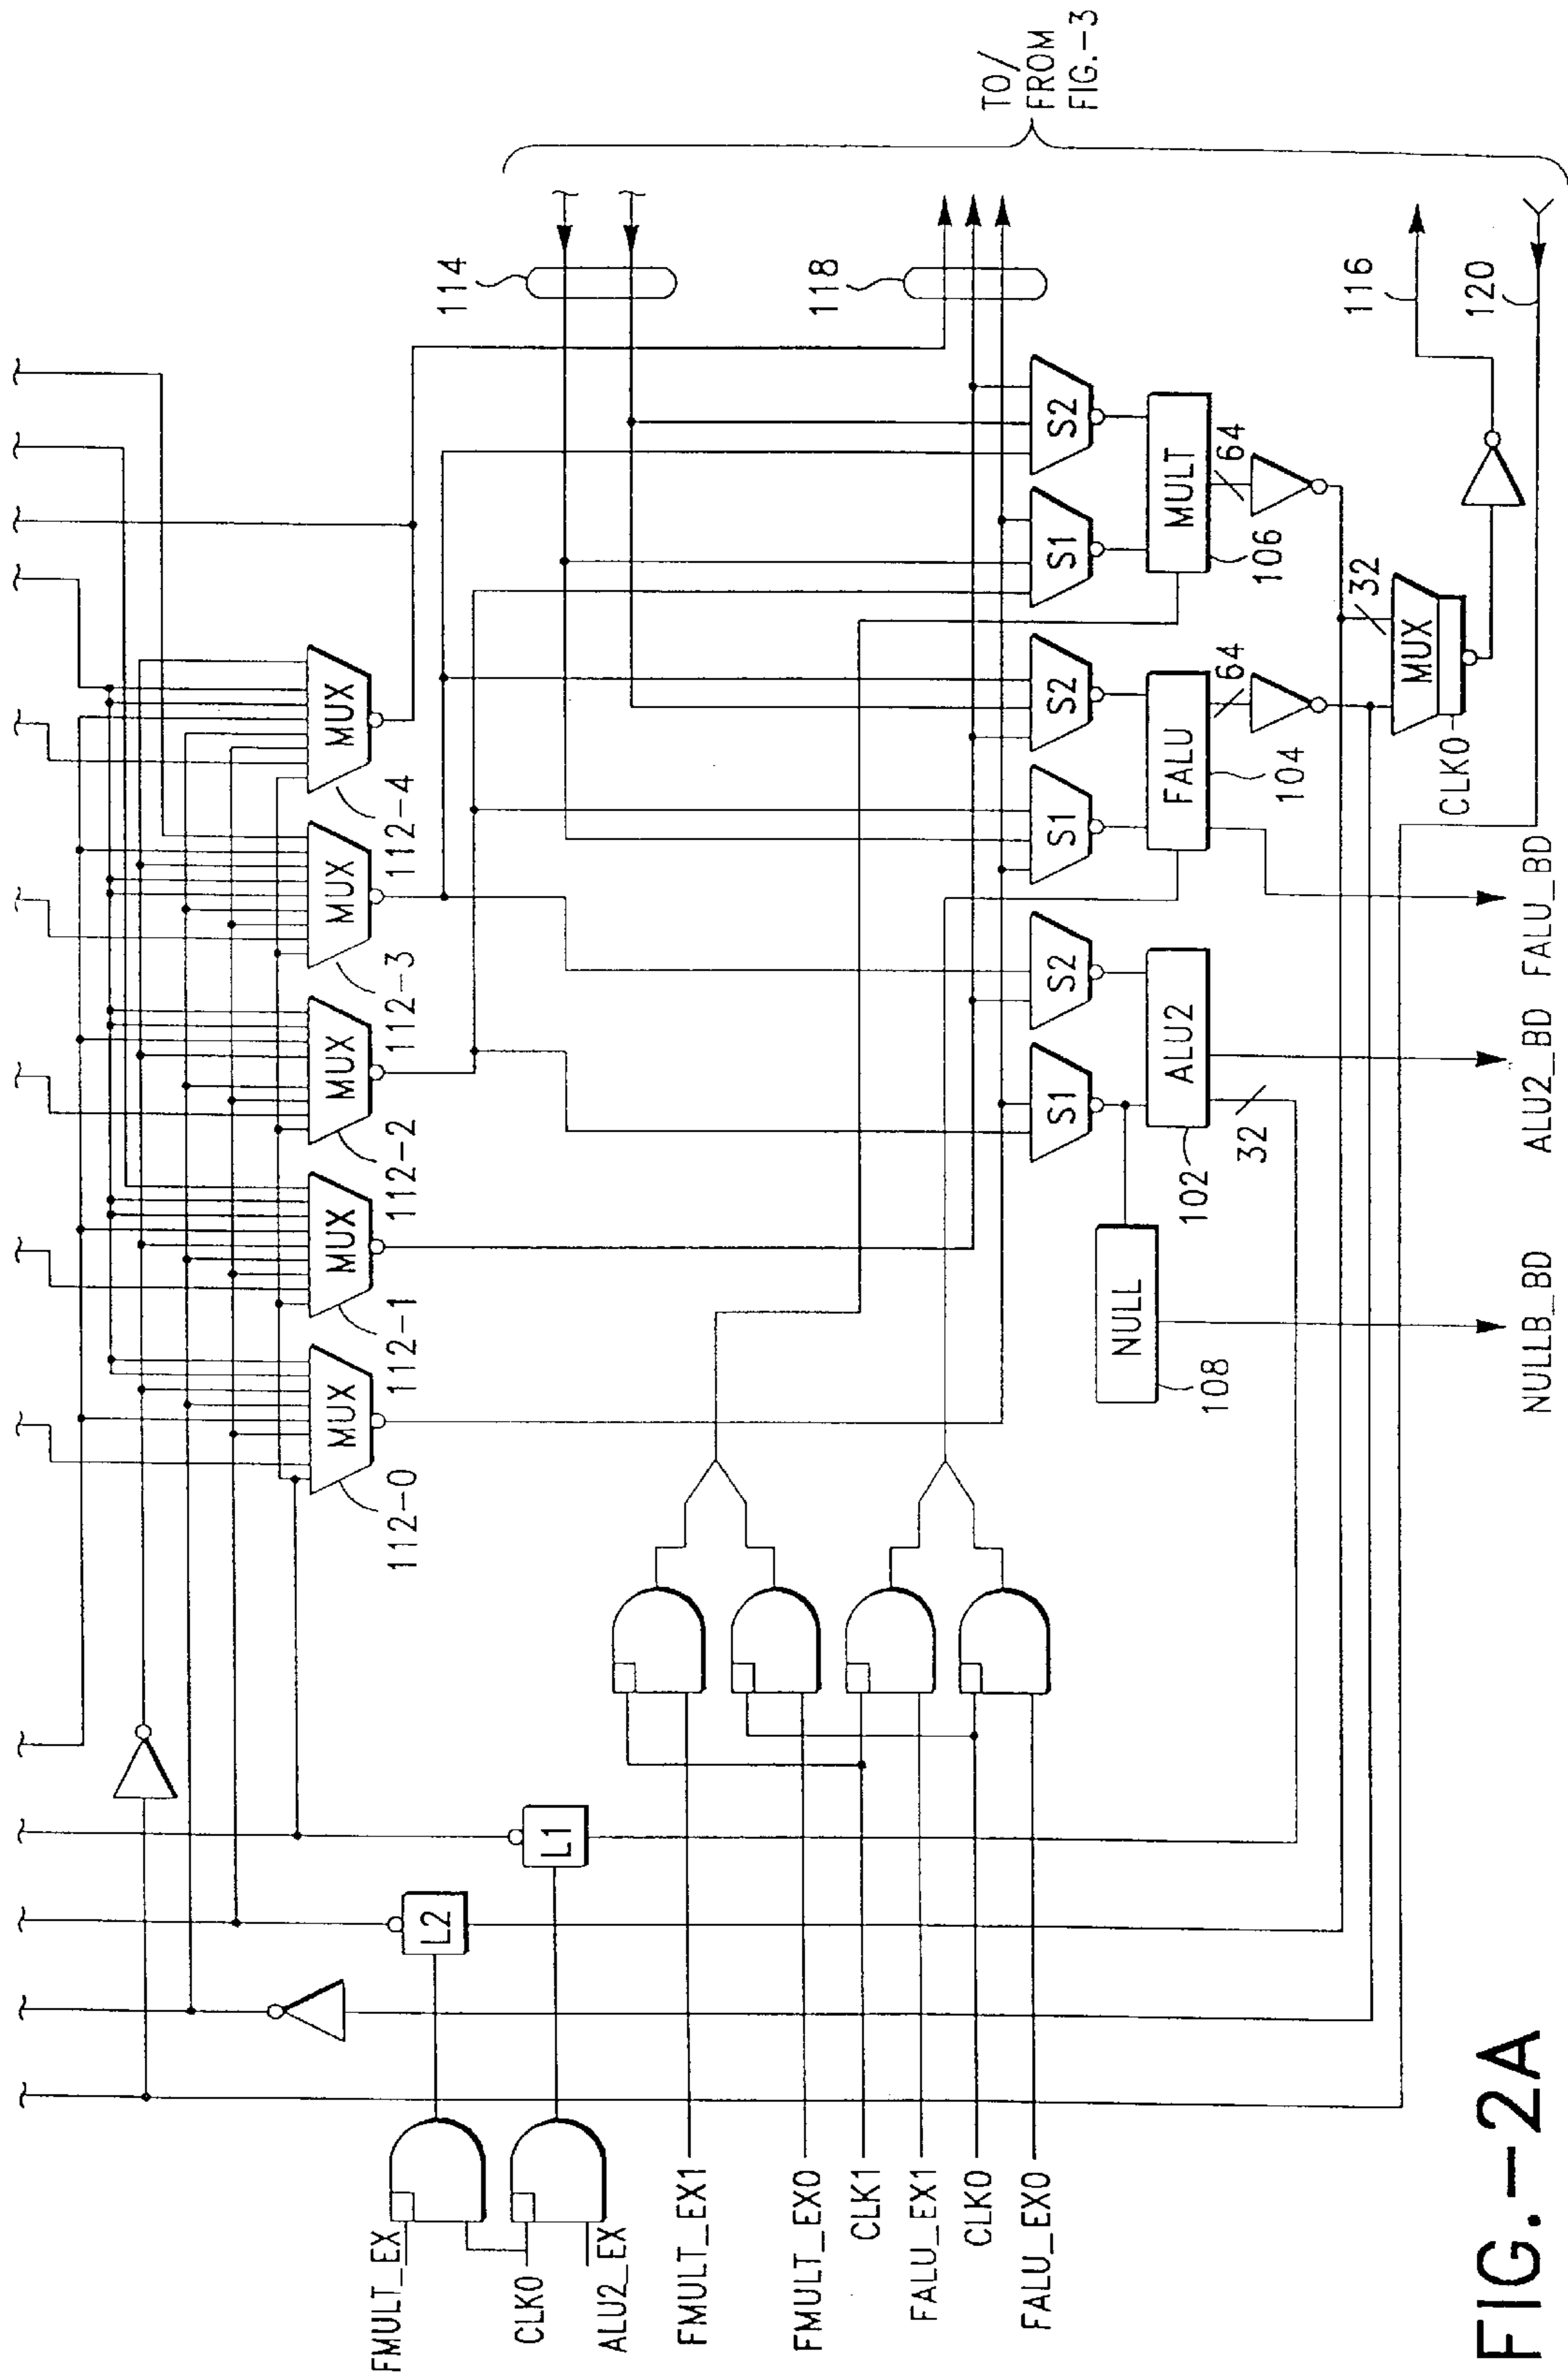 TO/
FROM
FIG.-3
114
118
116
120
MUX
MUX
MUX
MUX
MUX
112-0
112-1
112-2
112-3
112-4
S1
S2
S1
S2
S1
S2
NULL
108
ALU2
102
32
FALU
104
64
MULT
106
64
32
MUX
CLK0
L2
L1
FMULT_EX
CLK0
ALU2_EX
FMULT_EX1
FMULT_EX0
CLK1
FALU_EX1
CLK0
FALU_EX0
NULLB_BD
ALU2_BD
FALU_BD
FIG.-2A